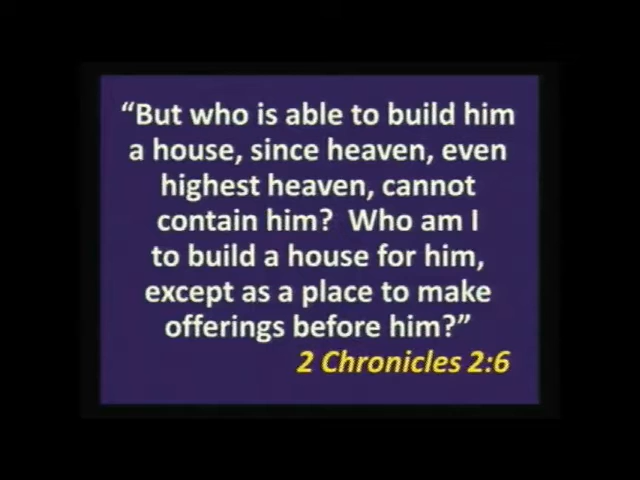 “But who is able to build him
a house, since heaven, even
highest heaven, cannot
contain him?  Who am I
to build a house for him,
except as a place to make
offerings before him?”
2 Chronicles 2:6